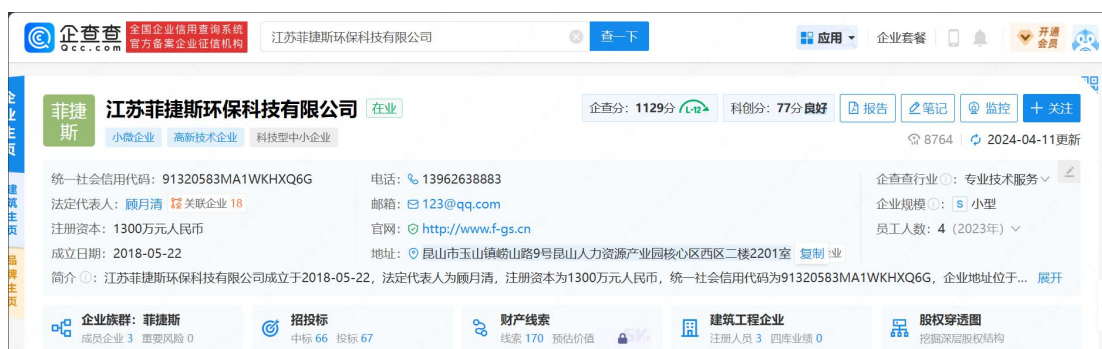 企查查 全国企业信用查询系统
Qcc.com 官方备案企业征信机构
江苏菲捷斯环保科技有限公司 查一下 应用 企业套餐 开通会员
企业主页
建筑主页
品牌主页
菲捷斯
江苏菲捷斯环保科技有限公司 在业 企查分：1129分 L-12 科创分：77分 良好 报告 笔记 监控 + 关注
小微企业 高新技术企业 科技型中小企业 8764 2024-04-11更新
统一社会信用代码：91320583MA1WKHXQ6G 电话：13962638883 企查查行业：专业技术服务
法定代表人：顾月清 关联企业 18 邮箱：123@qq.com 企业规模：S 小型
注册资本：1300万元人民币 官网：http://www.f-gs.cn 员工人数：4（2023年）
成立日期：2018-05-22 地址：昆山市玉山镇崂山路9号昆山人力资源产业园核心区西区二楼2201室 复制 业
简介：江苏菲捷斯环保科技有限公司成立于2018-05-22，法定代表人为顾月清，注册资本为1300万元人民币，统一社会信用代码为91320583MA1WKHXQ6G，企业地址位于... 展开
企业族群：菲捷斯 招投标 财产线索 建筑工程企业 股权穿透图
成员企业 3 重要风险 0 中标 66 投标 67 线索 170 预估价值 注册人员 3 四库业绩 0 挖掘深层股权结构